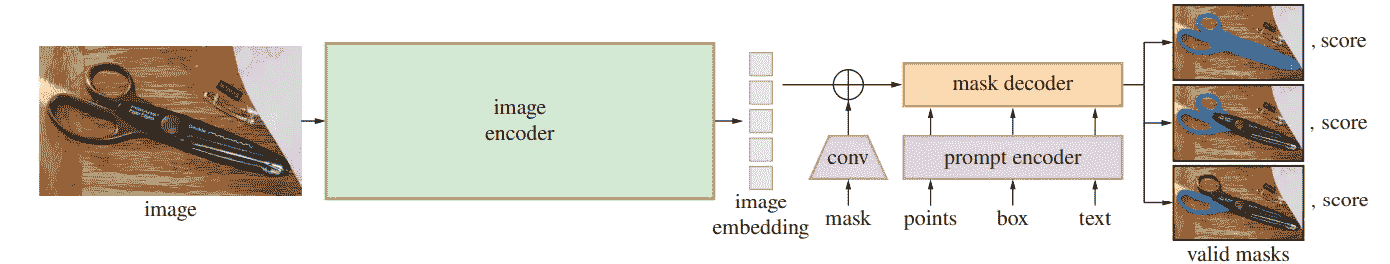 image
image
encoder
image
embedding
mask
conv
points
box
text
prompt encoder
mask decoder
, score
, score
, score
valid masks